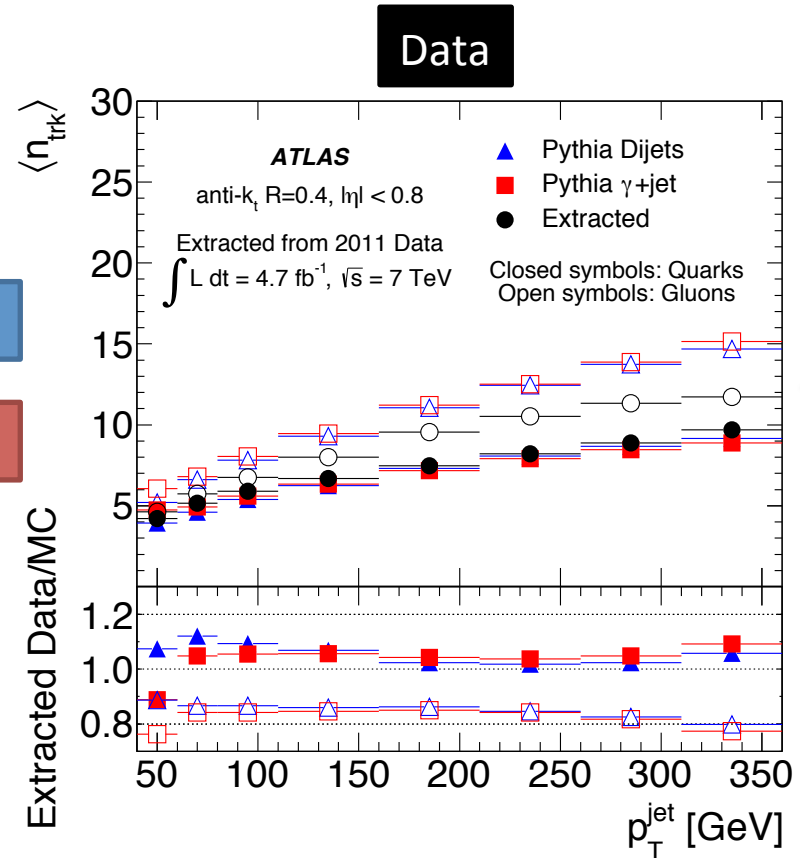 Data
⟨n_trk⟩
30
25
20
15
10
5
ATLAS
anti-k_t R=0.4, |η| < 0.8
Extracted from 2011 Data
∫ L dt = 4.7 fb⁻¹, √s = 7 TeV
Pythia Dijets
Pythia γ+jet
Extracted
Closed symbols: Quarks
Open symbols: Gluons
Extracted Data/MC
1.2
1.0
0.8
50 100 150 200 250 300 350
p_T^jet [GeV]